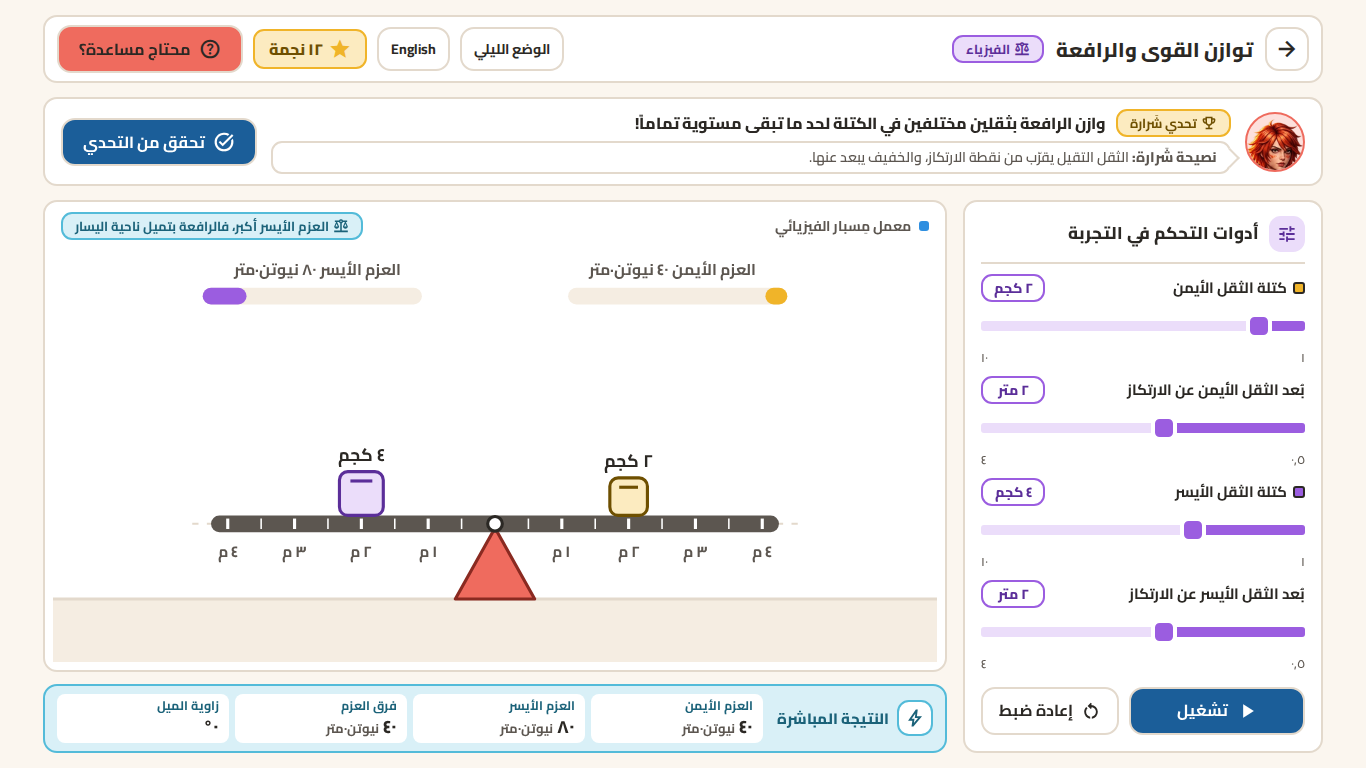 توازن القوى والرافعة
الفيزياء
الوضع الليلي
English
١٢ نجمة
محتاج مساعدة؟
تحدي شَرارة
وازن الرافعة بثقلين مختلفين في الكتلة لحد ما تبقى مستوية تماماً!
نصيحة شَرارة: الثقل التقيل يقرّب من نقطة الارتكاز، والخفيف يبعد عنها.
تحقق من التحدي
أدوات التحكم في التجربة
كتلة الثقل الأيمن
٢ كجم
١
١٠
بُعد الثقل الأيمن عن الارتكاز
٢ متر
٠٫٥
٤
كتلة الثقل الأيسر
٤ كجم
١
١٠
بُعد الثقل الأيسر عن الارتكاز
٢ متر
٠٫٥
٤
تشغيل
إعادة ضبط
معمل مِسبار الفيزيائي
العزم الأيسر أكبر، فالرافعة بتميل ناحية اليسار
العزم الأيمن ٤٠ نيوتن·متر
العزم الأيسر ٨٠ نيوتن·متر
٢ كجم
٤ كجم
٤ م
٣ م
٢ م
١ م
١ م
٢ م
٣ م
٤ م
النتيجة المباشرة
العزم الأيمن
٤٠ نيوتن·متر
العزم الأيسر
٨٠ نيوتن·متر
فرق العزم
٤٠ نيوتن·متر
زاوية الميل
٠°